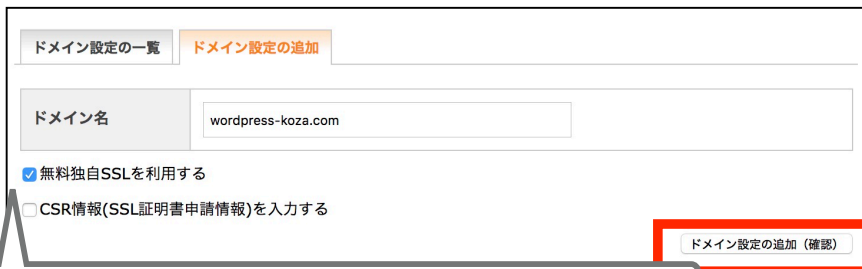 ドメイン設定の一覧 ドメイン設定の追加
ドメイン名 wordpress-koza.com
無料独自SSLを利用する
CSR情報(SSL証明書申請情報)を入力する
ドメイン設定の追加（確認）